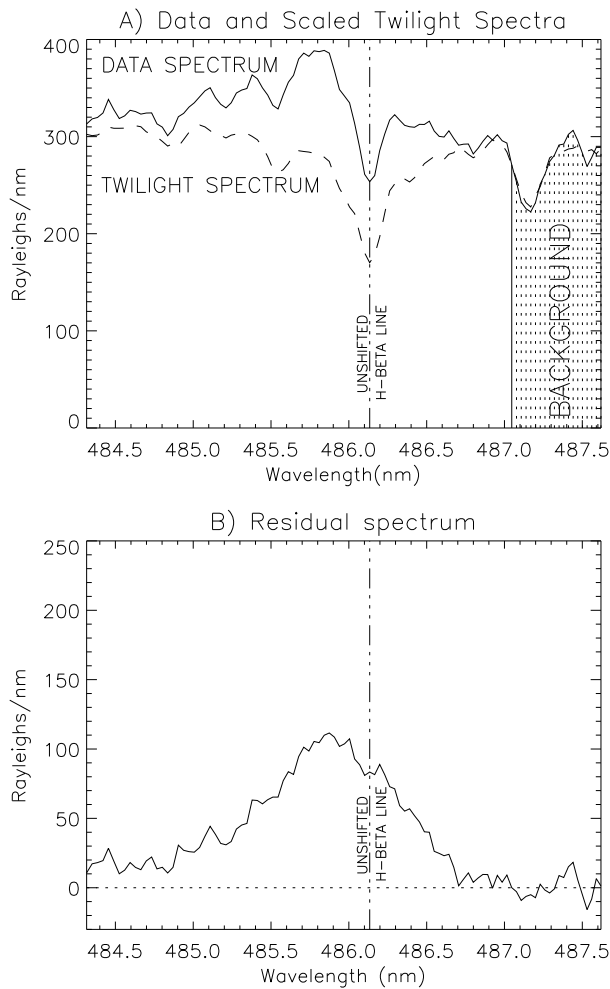 A) Data and Scaled Twilight Spectra
400
300
200
100
0
Rayleighs/nm
DATA SPECTRUM
TWILIGHT SPECTRUM
UNSHIFTED
H-BETA LINE
BACKGROUND
484.5 485.0 485.5 486.0 486.5 487.0 487.5
Wavelength(nm)
B) Residual spectrum
250
200
150
100
50
0
Rayleighs/nm
UNSHIFTED
H-BETA LINE
484.5 485.0 485.5 486.0 486.5 487.0 487.5
Wavelength (nm)